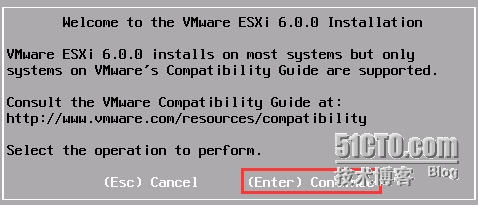 Welcome to the VMware ESXi 6.0.0 Installation
VMware ESXi 6.0.0 installs on most systems but only
systems on VMware's Compatibility Guide are supported.
Consult the VMware Compatibility Guide at:
http://www.vmware.com/resources/compatibility
Select the operation to perform.
51CTO.com
技术博客 Blog
(Esc) Cancel (Enter)